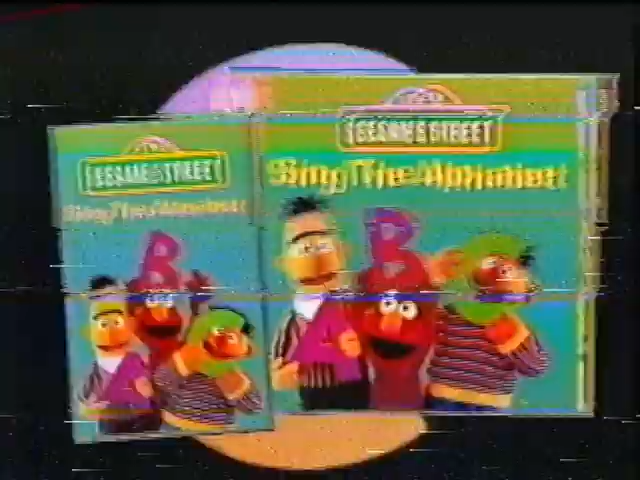 SESAME STREET
Sing The Alphabet
B
A
SESAME STREET
Sing The Alphabet
B
A